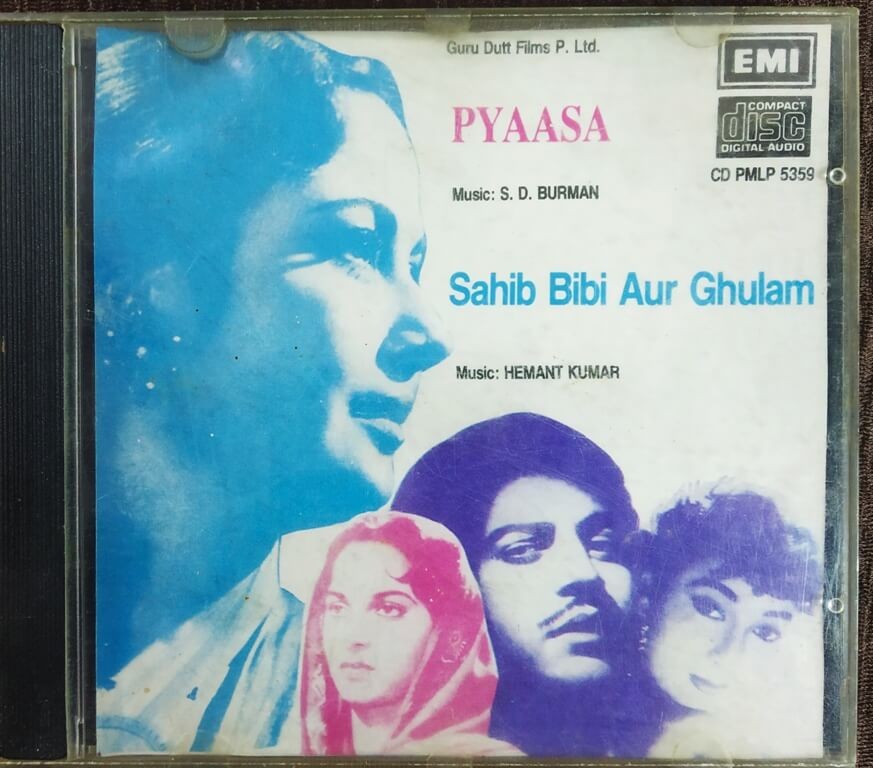 Guru Dutt Films P. Ltd.
EMI
PYAASA
COMPACT
disc
DIGITAL AUDIO
CD PMLP 5359
Music: S. D. BURMAN
Sahib Bibi Aur Ghulam
Music: HEMANT KUMAR